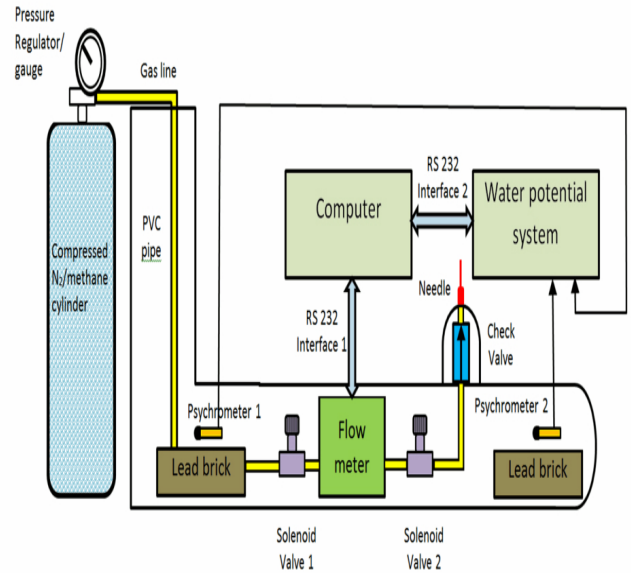 Pressure
Regulator/
gauge
Gas line
PVC
pipe
Compressed
N₂/methane
cylinder
Computer
RS 232
Interface 2
Water potential
system
Needle
RS 232
Interface 1
Check
Valve
Psychrometer 1
Psychrometer 2
Lead brick
Flow
meter
Lead brick
Solenoid
Valve 1
Solenoid
Valve 2